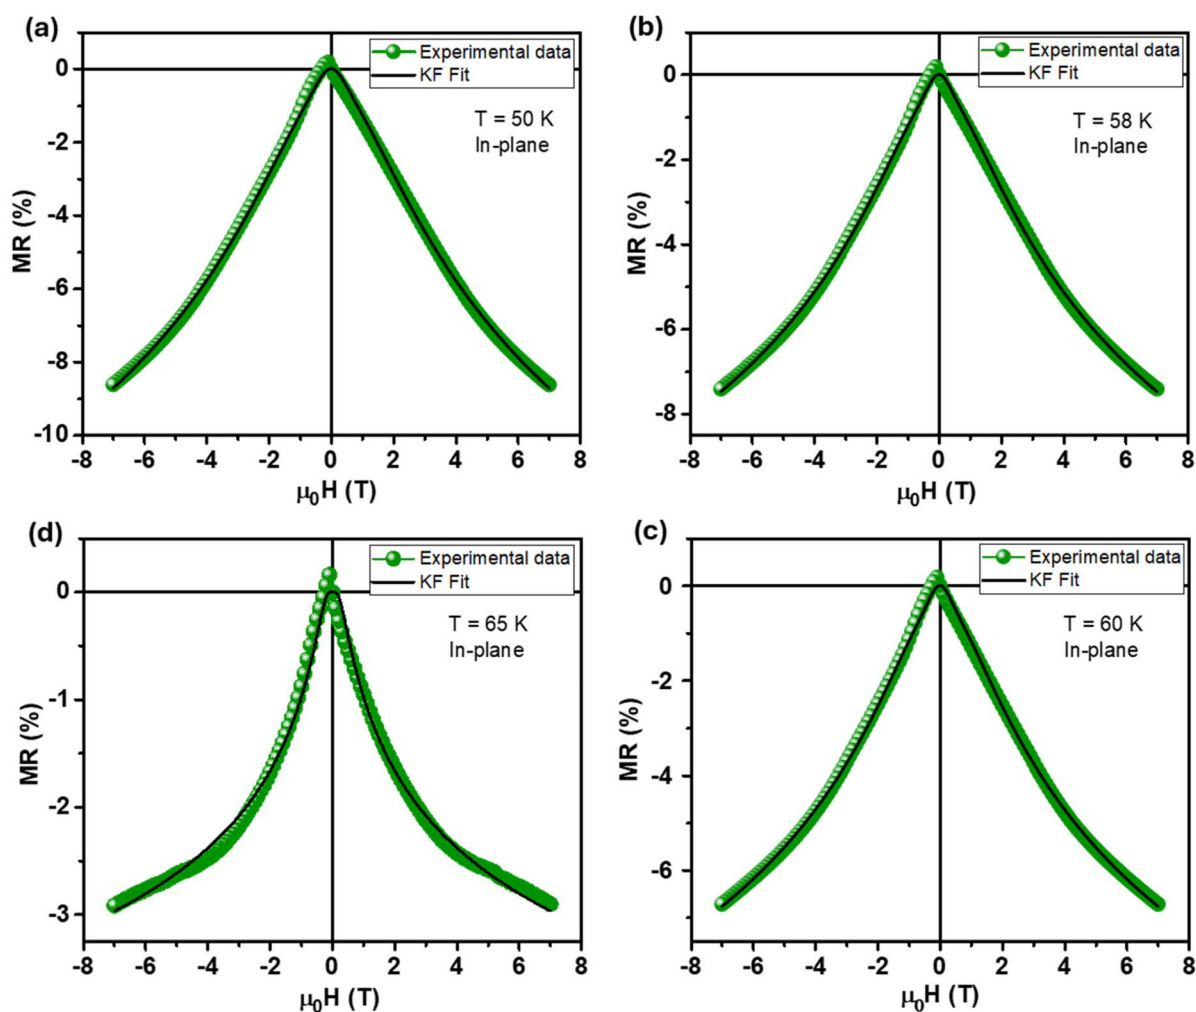 (a)
Experimental data
KF Fit
T = 50 K
In-plane
0
-2
-4
-6
-8
-10
MR (%)
-8 -6 -4 -2 0 2 4 6 8
μ₀H (T)
(b)
Experimental data
KF Fit
T = 58 K
In-plane
0
-2
-4
-6
-8
MR (%)
-8 -6 -4 -2 0 2 4 6 8
μ₀H (T)
(d)
Experimental data
KF Fit
T = 65 K
In-plane
0
-1
-2
-3
MR (%)
-8 -6 -4 -2 0 2 4 6 8
μ₀H (T)
(c)
Experimental data
KF Fit
T = 60 K
In-plane
0
-2
-4
-6
MR (%)
-8 -6 -4 -2 0 2 4 6 8
μ₀H (T)